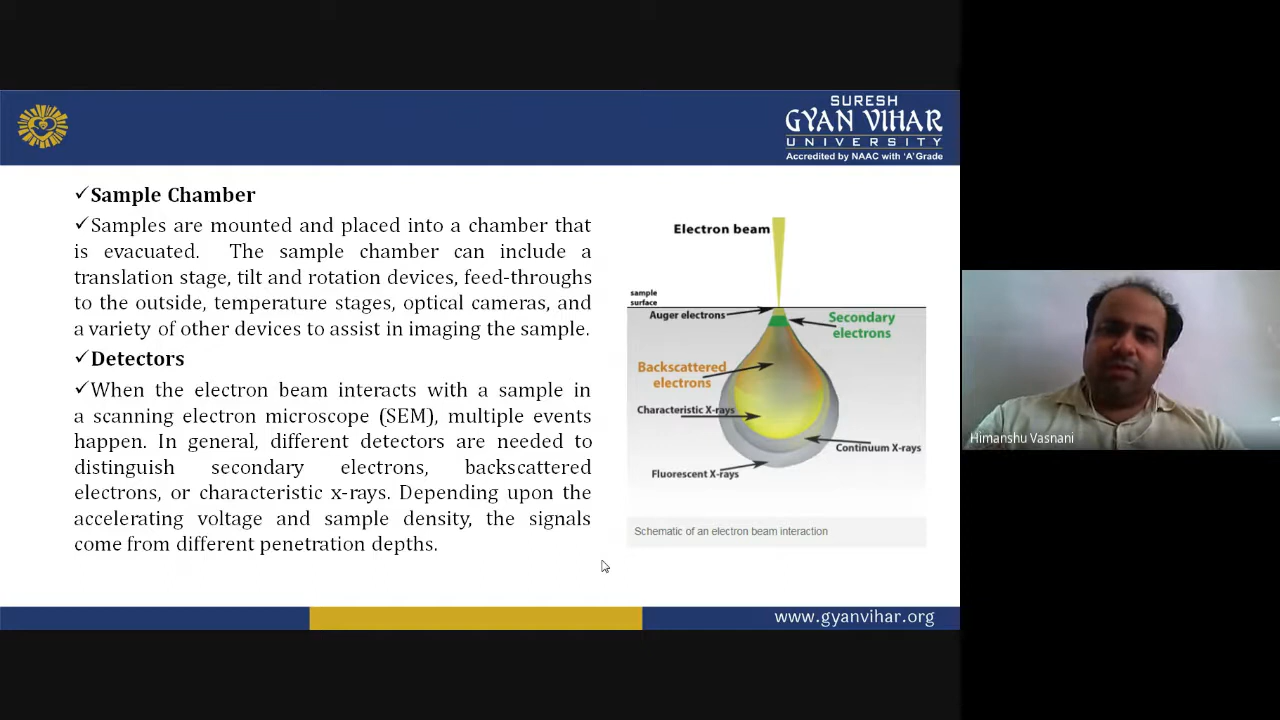 SURESH
GYAN VIHAR
UNIVERSITY
Accredited by NAAC with 'A' Grade
✓Sample Chamber
✓Samples are mounted and placed into a chamber that
is evacuated. The sample chamber can include a
translation stage, tilt and rotation devices, feed-throughs
to the outside, temperature stages, optical cameras, and
a variety of other devices to assist in imaging the sample.
✓Detectors
✓When the electron beam interacts with a sample in
a scanning electron microscope (SEM), multiple events
happen. In general, different detectors are needed to
distinguish secondary electrons, backscattered
electrons, or characteristic x-rays. Depending upon the
accelerating voltage and sample density, the signals
come from different penetration depths.
Electron beam
sample
surface
Auger electrons
Secondary
electrons
Backscattered
electrons
Characteristic X-rays
Continuum X-rays
Fluorescent X-rays
Schematic of an electron beam interaction
www.gyanvihar.org
Himanshu Vasnani